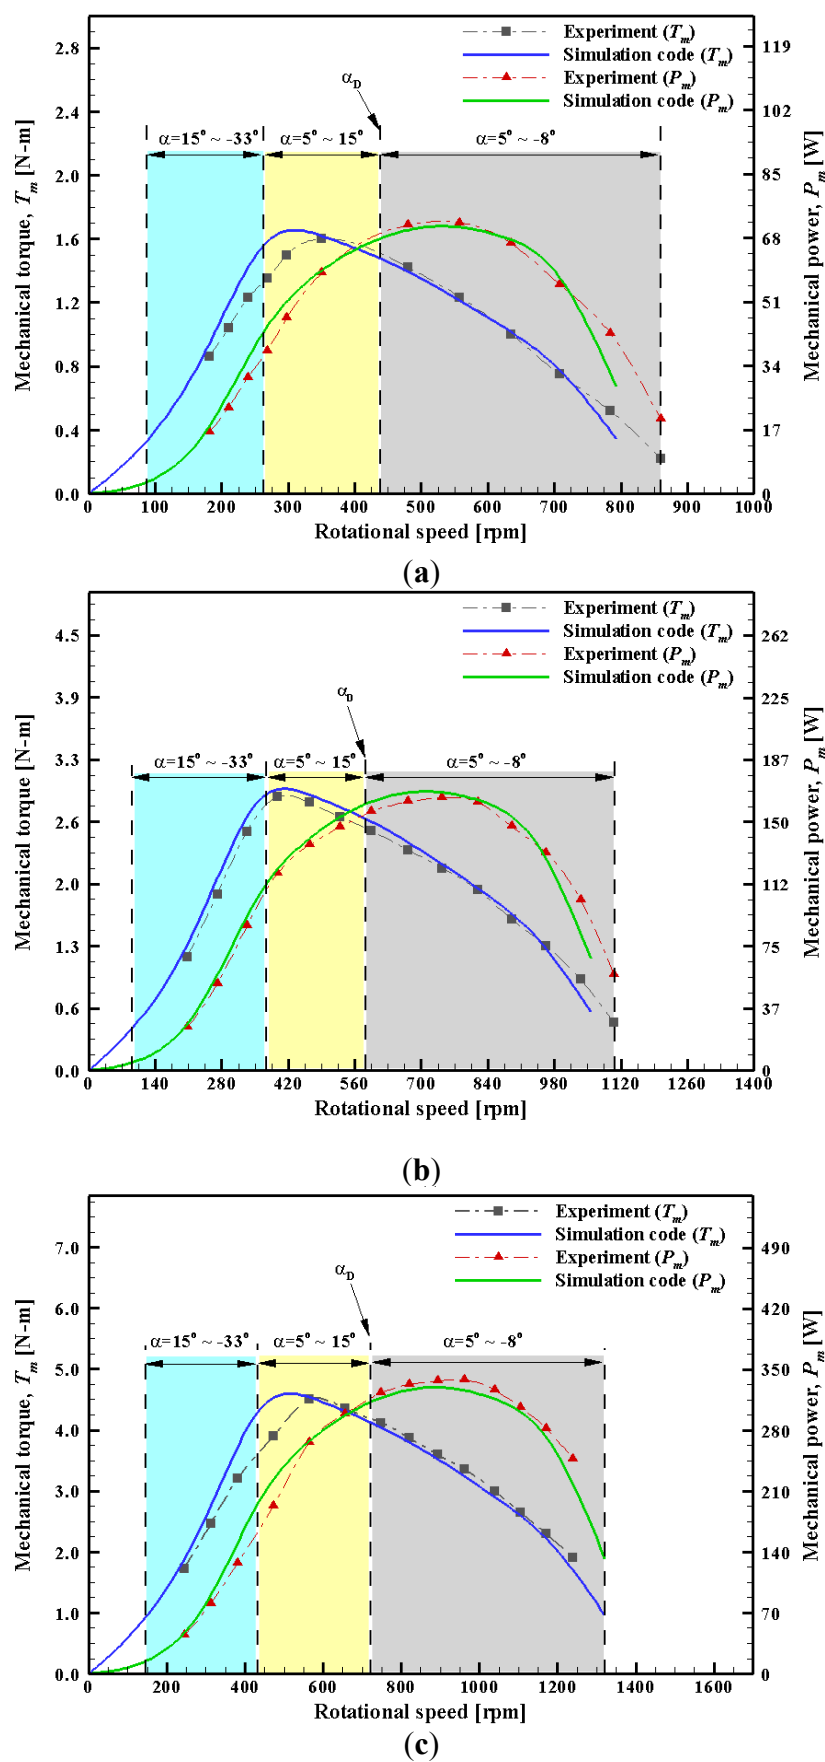 Experiment (Tm)
Simulation code (Tm)
Experiment (Pm)
Simulation code (Pm)
αD
α=15° ~ -33°
α=5° ~ 15°
α=5° ~ -8°
Mechanical torque, Tm [N-m]
2.8
2.4
2.0
1.6
1.2
0.8
0.4
0.0
Mechanical power, Pm [W]
119
102
85
68
51
34
17
0
0 100 200 300 400 500 600 700 800 900 1000
Rotational speed [rpm]
(a)
Experiment (Tm)
Simulation code (Tm)
Experiment (Pm)
Simulation code (Pm)
αD
α=15° ~ -33°
α=5° ~ 15°
α=5° ~ -8°
Mechanical torque [N-m]
4.5
3.9
3.3
2.6
2.0
1.3
0.6
0.0
Mechanical power, Pm [W]
262
225
187
150
112
75
37
0
0 140 280 420 560 700 840 980 1120 1260 1400
Rotational speed [rpm]
(b)
Experiment (Tm)
Simulation code (Tm)
Experiment (Pm)
Simulation code (Pm)
αD
α=15° ~ -33°
α=5° ~ 15°
α=5° ~ -8°
Mechanical torque, Tm [N-m]
7.0
6.0
5.0
4.0
3.0
2.0
1.0
0.0
Mechanical power, Pm [W]
490
420
350
280
210
140
70
0
0 200 400 600 800 1000 1200 1400 1600
Rotational speed [rpm]
(c)